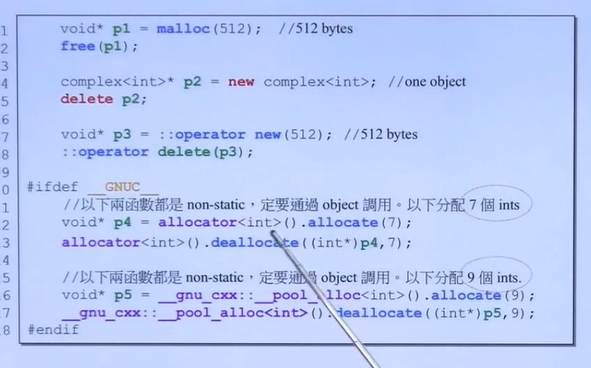 1 void* p1 = malloc(512); //512 bytes
2 free(p1);
3
4 complex<int>* p2 = new complex<int>; //one object
5 delete p2;
6
7 void* p3 = ::operator new(512); //512 bytes
8 ::operator delete(p3);
9
0 #ifdef __GNUC__
1 //以下兩函數都是 non-static，定要通過 object 調用。以下分配 7 個 ints
2 void* p4 = allocator<int>().allocate(7);
3 allocator<int>().deallocate((int*)p4,7);
4
5 //以下兩函數都是 non-static，定要通過 object 調用。以下分配 9 個 ints.
6 void* p5 = __gnu_cxx::__pool_alloc<int>().allocate(9);
7 __gnu_cxx::__pool_alloc<int>().deallocate((int*)p5,9);
8 #endif